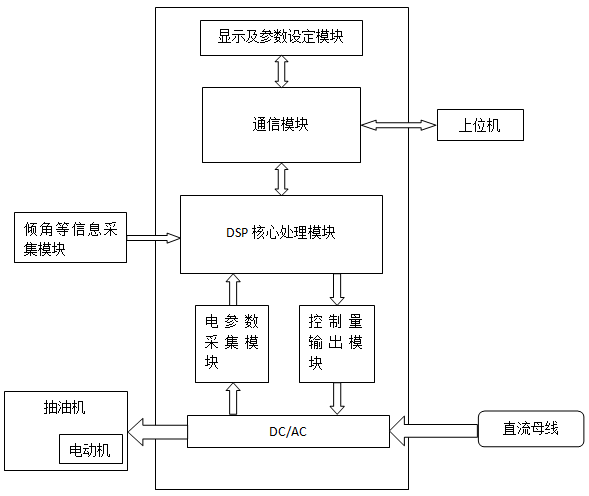 显示及参数设定模块
通信模块
上位机
DSP 核心处理模块
倾角等信息采
集模块
电参数
采集模
块
控制量
输出模
块
抽油机
电动机
DC/AC
直流母线